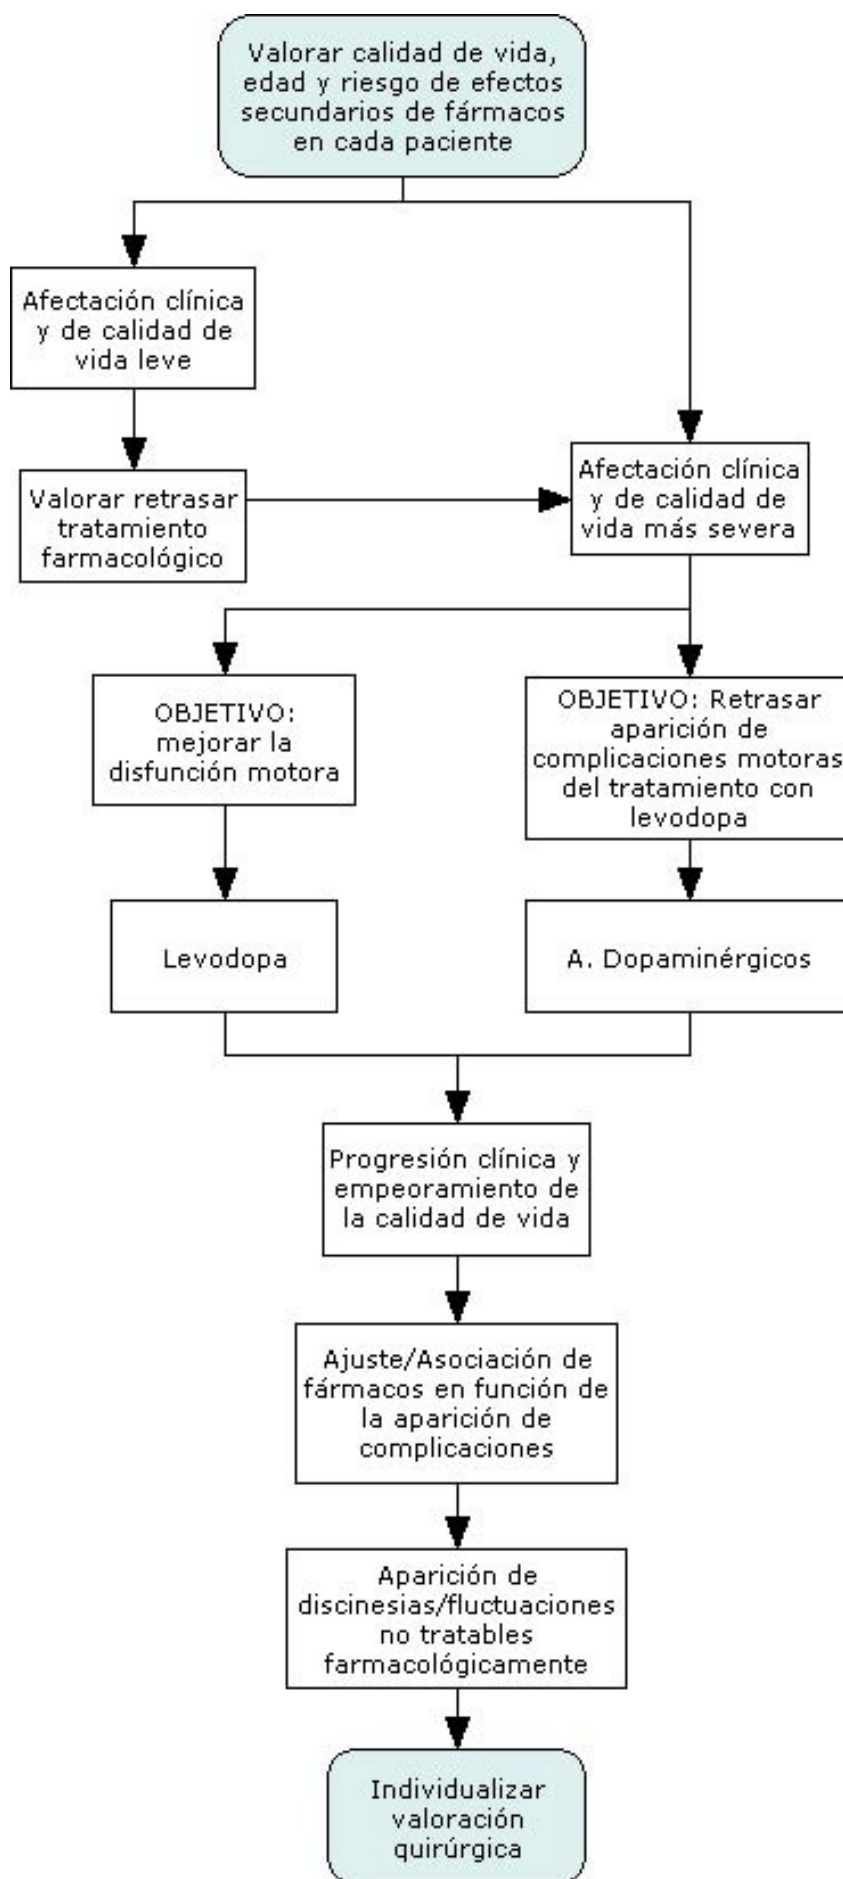 Valorar calidad de vida,
edad y riesgo de efectos
secundarios de fármacos
en cada paciente
Afectación clínica
y de calidad de
vida leve
Valorar retrasar
tratamiento
farmacológico
Afectación clínica
y de calidad de
vida más severa
OBJETIVO:
mejorar la
disfunción motora
OBJETIVO: Retrasar
aparición de
complicaciones motoras
del tratamiento con
levodopa
Levodopa
A. Dopaminérgicos
Progresión clínica y
empeoramiento de
la calidad de vida
Ajuste/Asociación de
fármacos en función de
la aparición de
complicaciones
Aparición de
discinesias/fluctuaciones
no tratables
farmacológicamente
Individualizar
valoración
quirúrgica